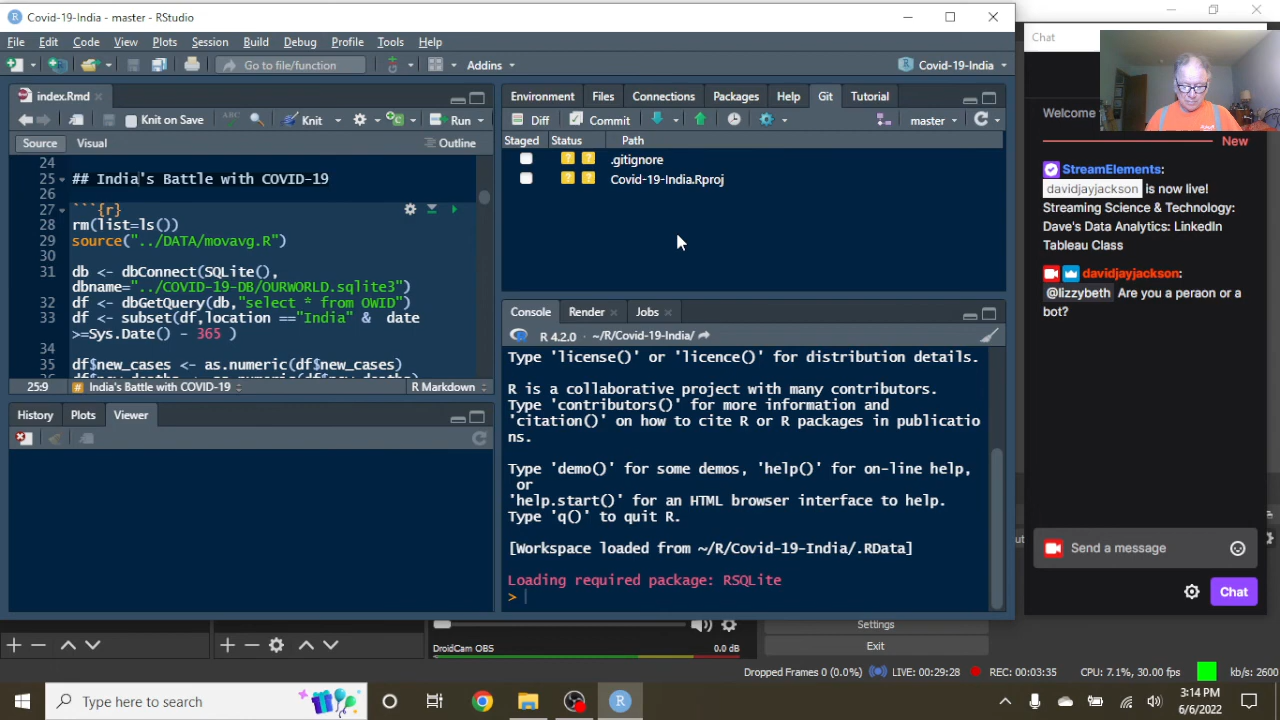 Covid-19-India - master - RStudio
File Edit Code View Plots Session Build Debug Profile Tools Help
Go to file/function Addins Covid-19-India
index.Rmd
Knit on Save ABC Knit Run
Source Visual Outline
24
25 ## India's Battle with COVID-19
26
27 ```{r}
28 rm(list=ls())
29 source("../DATA/movavg.R")
30
31 db <- dbConnect(SQLite(),
dbname="../COVID-19-DB/OURWORLD.sqlite3")
32 df <- dbGetQuery(db,"select * from OWID")
33 df <- subset(df,location =="India" & date
>=Sys.Date() - 365 )
34
35 df$new_cases <- as.numeric(df$new_cases)
25:9 India's Battle with COVID-19 R Markdown
History Plots Viewer
Environment Files Connections Packages Help Git Tutorial
Diff Commit master
Staged Status Path
? ? .gitignore
? ? Covid-19-India.Rproj
Console Render Jobs
R 4.2.0 · ~/R/Covid-19-India/
Type 'license()' or 'licence()' for distribution details.
R is a collaborative project with many contributors.
Type 'contributors()' for more information and
'citation()' on how to cite R or R packages in publicatio
ns.
Type 'demo()' for some demos, 'help()' for on-line help,
or
'help.start()' for an HTML browser interface to help.
Type 'q()' to quit R.
[Workspace loaded from ~/R/Covid-19-India/.RData]
Loading required package: RSQLite
>
Chat
Welcome
New
StreamElements:
davidjayjackson is now live!
Streaming Science & Technology:
Dave's Data Analytics: LinkedIn
Tableau Class
davidjayjackson:
@lizzybeth Are you a peraon or a
bot?
Send a message
Chat
DroidCam OBS 0.0 dB
Settings
Exit
Dropped Frames 0 (0.0%) LIVE: 00:29:28 REC: 00:03:35 CPU: 7.1%, 30.00 fps kb/s: 2600
Type here to search
3:14 PM
6/6/2022